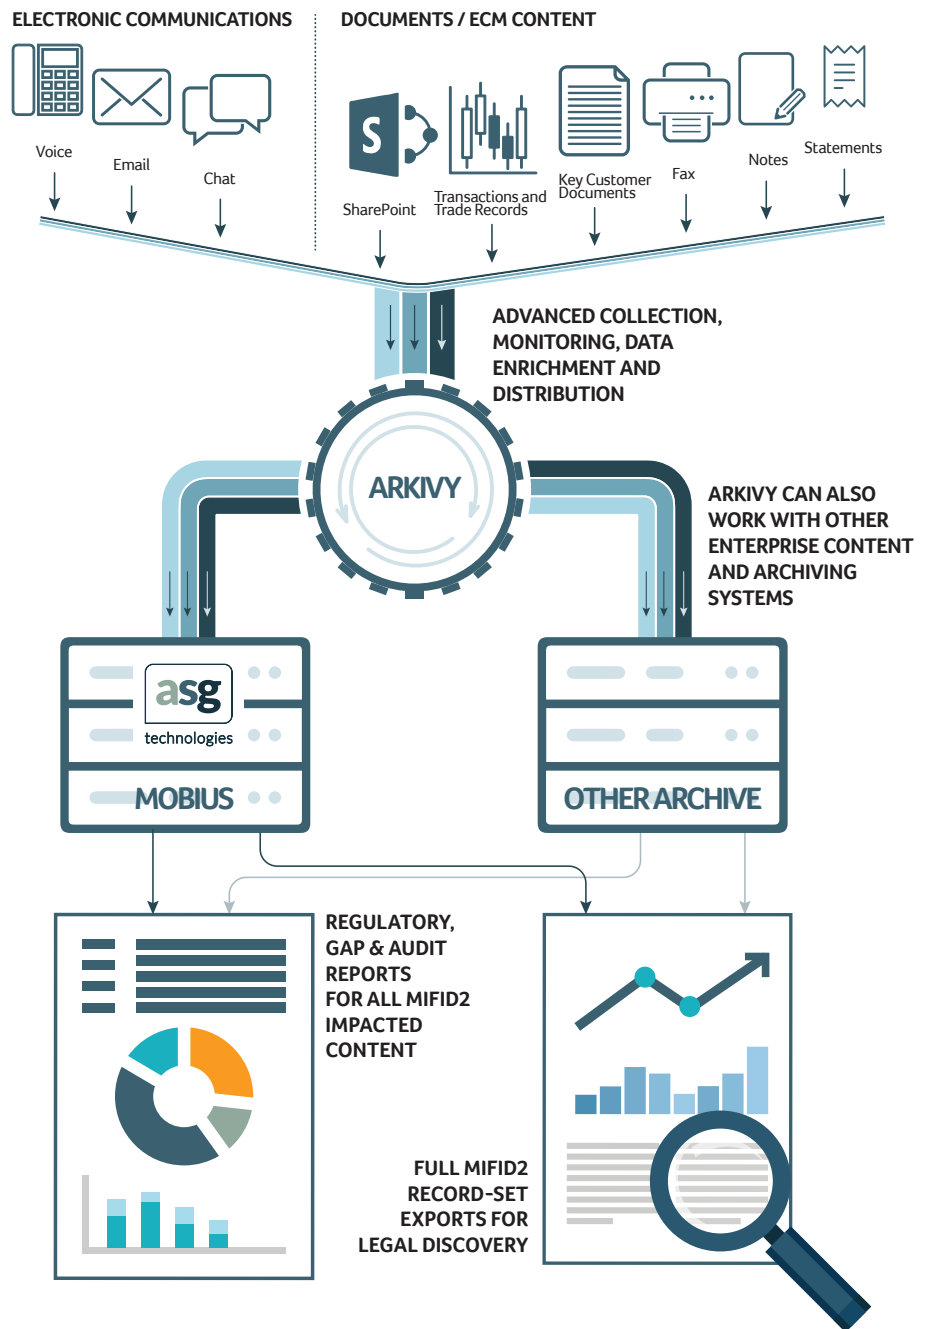 ELECTRONIC COMMUNICATIONS
DOCUMENTS / ECM CONTENT
S
Voice
Email
Chat
SharePoint
Transactions and
Trade Records
Key Customer
Documents
Fax
Notes
Statements
ADVANCED COLLECTION,
MONITORING, DATA
ENRICHMENT AND
DISTRIBUTION
ARKIVY
ARKIVY CAN ALSO
WORK WITH OTHER
ENTERPRISE CONTENT
AND ARCHIVING
SYSTEMS
asg
technologies
MOBIUS
OTHER ARCHIVE
REGULATORY,
GAP & AUDIT
REPORTS
FOR ALL MIFID2
IMPACTED
CONTENT
FULL MIFID2
RECORD-SET
EXPORTS FOR
LEGAL DISCOVERY